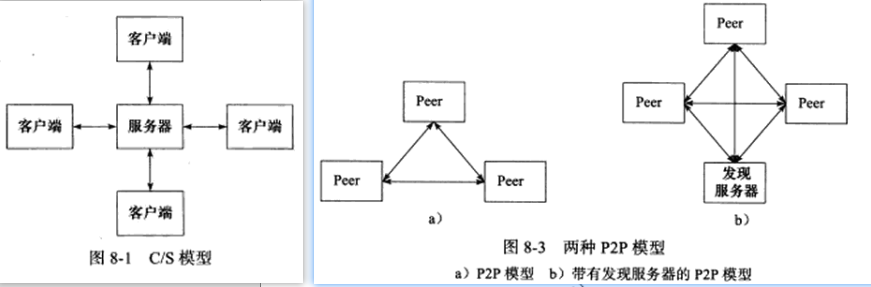 客户端
客户端
服务器
客户端
客户端
图 8-1 C/S 模型
Peer
Peer
Peer
a）
Peer
Peer
Peer
发现
服务器
b）
图 8-3 两种 P2P 模型
a）P2P 模型 b）带有发现服务器的 P2P 模型